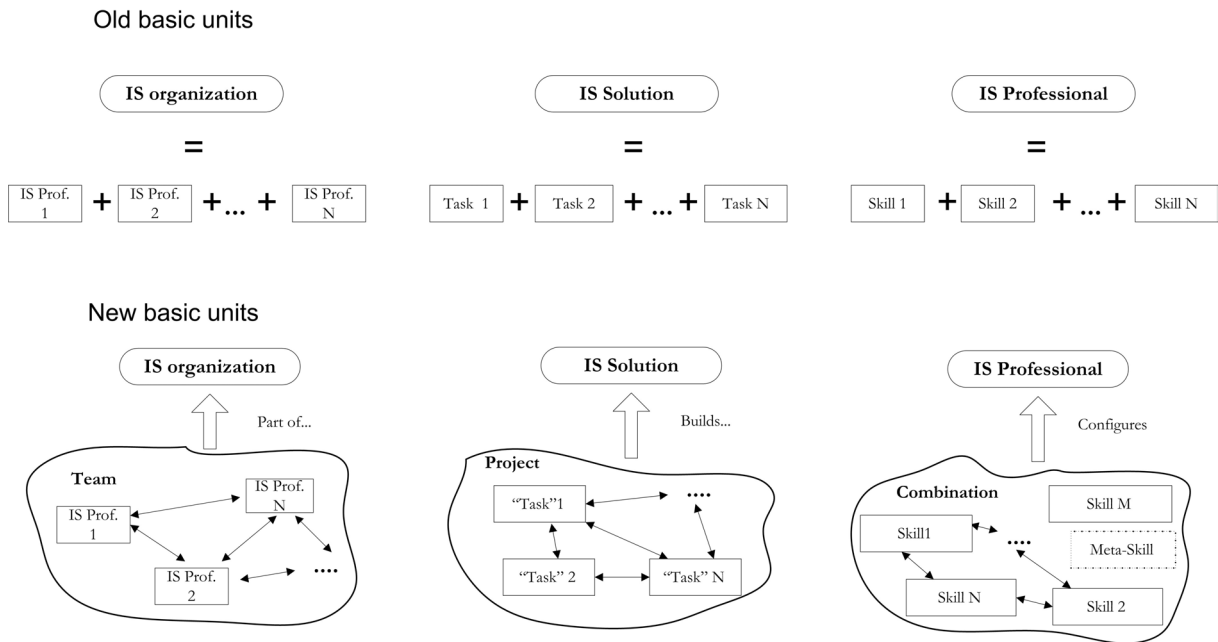 Old basic units
IS organization
IS Solution
IS Professional
=
=
=
IS Prof.
1
+
IS Prof.
2
+... +
IS Prof.
N
Task 1
+
Task 2
+ ... +
Task N
Skill 1
+
Skill 2
+ ... +
Skill N
New basic units
IS organization
IS Solution
IS Professional
Part of...
Builds...
Configures
Team
IS Prof.
1
IS Prof.
N
IS Prof.
2
....
Project
“Task”1
....
“Task” 2
“Task” N
Combination
Skill M
Skill1
....
Meta-Skill
Skill N
Skill 2